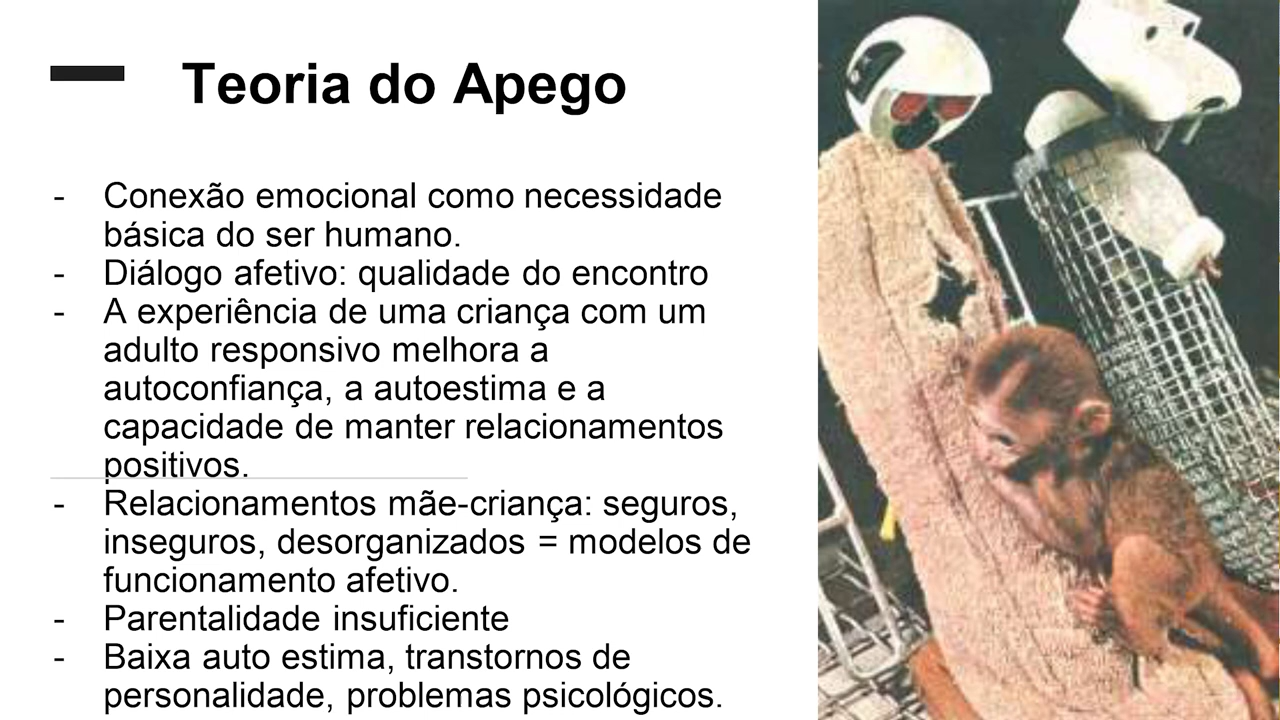 Teoria do Apego
- Conexão emocional como necessidade
básica do ser humano.
- Diálogo afetivo: qualidade do encontro
- A experiência de uma criança com um
adulto responsivo melhora a
autoconfiança, a autoestima e a
capacidade de manter relacionamentos
positivos.
- Relacionamentos mãe-criança: seguros,
inseguros, desorganizados = modelos de
funcionamento afetivo.
- Parentalidade insuficiente
- Baixa auto estima, transtornos de
personalidade, problemas psicológicos.